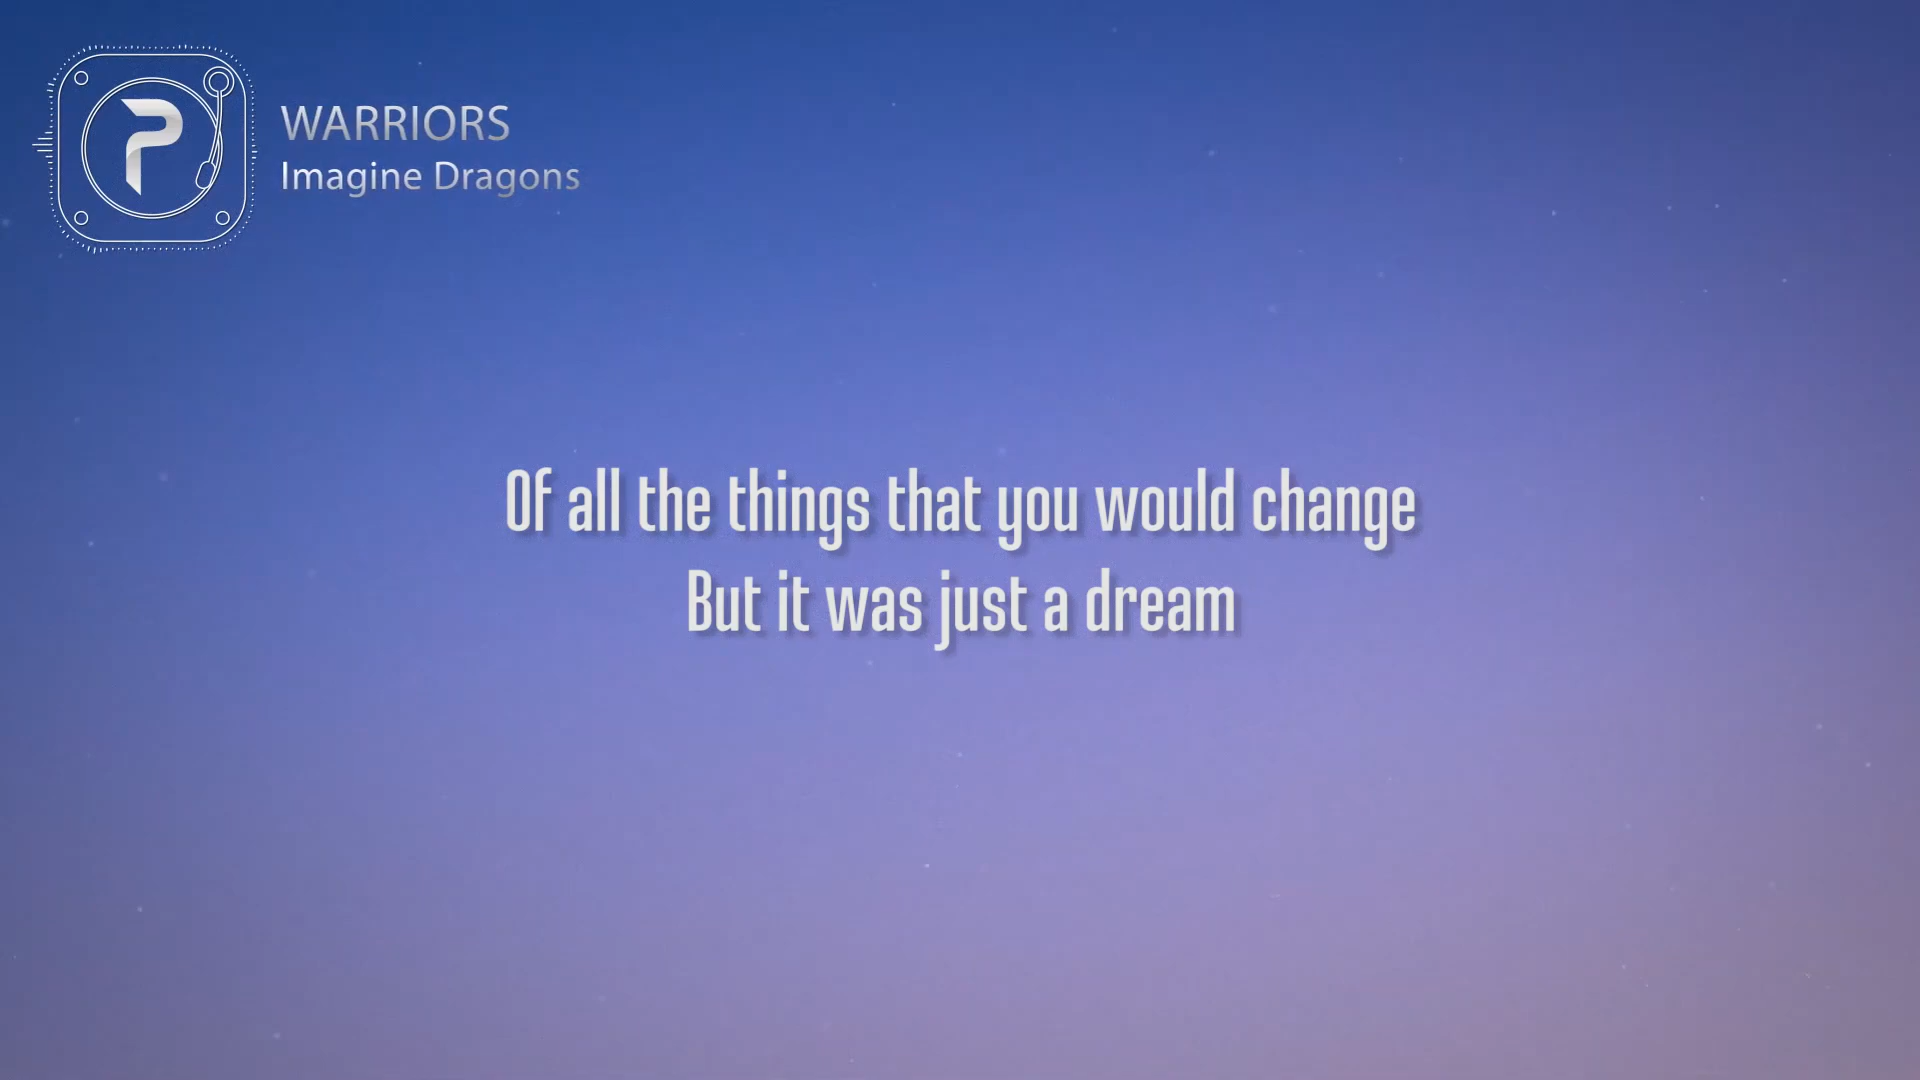 WARRIORS
Imagine Dragons
Of all the things that you would change
But it was just a dream